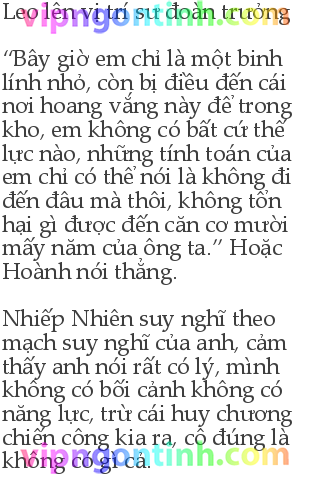 Leo lên vị trí sư đoàn trưởng
vipngontinh.com
“Bây giờ em chỉ là một binh
lính nhỏ, còn bị điều đến cái
nơi hoang vắng này để trong
kho, em không có bất cứ thế
lực nào, những tính toán của
em chỉ có thể nói là không đi
đến đâu mà thôi, không tổn
hại gì được đến căn cơ mười
mấy năm của ông ta.” Hoặc
Hoành nói thẳng.
Nhiếp Nhiên suy nghĩ theo
mạch suy nghĩ của anh, cảm
thấy anh nói rất có lý, mình
không có bối cảnh không có
năng lực, trừ cái huy chương
chiến công kia ra, cô đúng là
không có gì cả.
vipngontinh.com